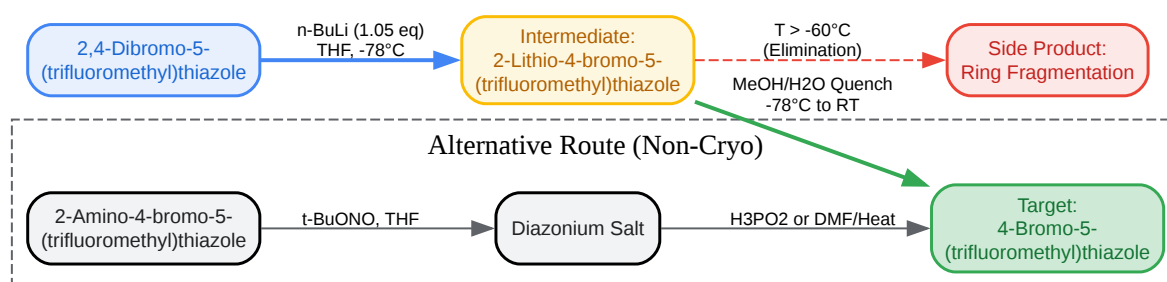 2,4-Dibromo-5-
(trifluoromethyl)thiazole
n-BuLi (1.05 eq)
THF, -78°C
Intermediate:
2-Lithio-4-bromo-5-
(trifluoromethyl)thiazole
T > -60°C
(Elimination)
Side Product:
Ring Fragmentation
MeOH/H2O Quench
-78°C to RT
Alternative Route (Non-Cryo)
2-Amino-4-bromo-5-
(trifluoromethyl)thiazole
t-BuONO, THF
Diazonium Salt
H3PO2 or DMF/Heat
Target:
4-Bromo-5-
(trifluoromethyl)thiazole